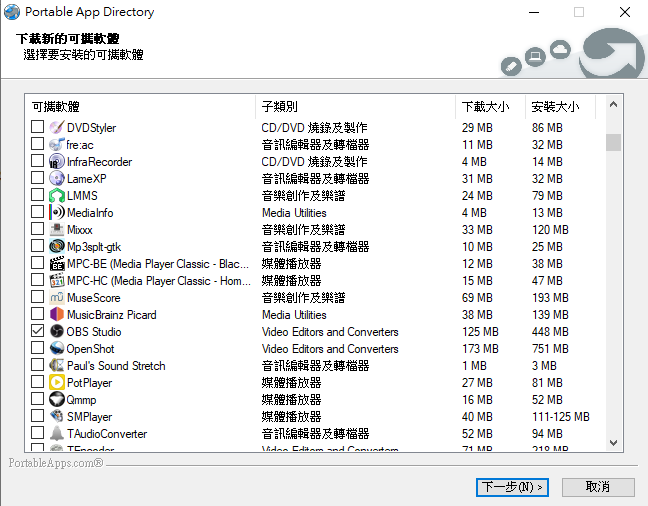 Portable App Directory
下載新的可攜軟體
選擇要安裝的可攜軟體
可攜軟體 子類別 下載大小 安裝大小
DVDStyler CD/DVD 燒錄及製作 29 MB 86 MB
fre:ac 音訊編輯器及轉檔器 11 MB 32 MB
InfraRecorder CD/DVD 燒錄及製作 4 MB 14 MB
LameXP 音訊編輯器及轉檔器 31 MB 32 MB
LMMS 音樂創作及樂譜 24 MB 79 MB
MediaInfo Media Utilities 4 MB 13 MB
Mixxx 音樂創作及樂譜 33 MB 120 MB
Mp3splt-gtk 音訊編輯器及轉檔器 10 MB 25 MB
MPC-BE (Media Player Classic - Blac... 媒體播放器 12 MB 38 MB
MPC-HC (Media Player Classic - Hom... 媒體播放器 15 MB 47 MB
MuseScore 音樂創作及樂譜 69 MB 193 MB
MusicBrainz Picard Media Utilities 38 MB 139 MB
OBS Studio Video Editors and Converters 125 MB 448 MB
OpenShot Video Editors and Converters 173 MB 751 MB
Paul's Sound Stretch 音訊編輯器及轉檔器 1 MB 3 MB
PotPlayer 媒體播放器 27 MB 81 MB
Qmmp 媒體播放器 16 MB 52 MB
SMPlayer 媒體播放器 40 MB 111-125 MB
TAudioConverter 音訊編輯器及轉檔器 52 MB 94 MB
TEncoder Video Editors and Converters 71 MB 218 MB
PortableApps.com®
下一步(N) > 取消